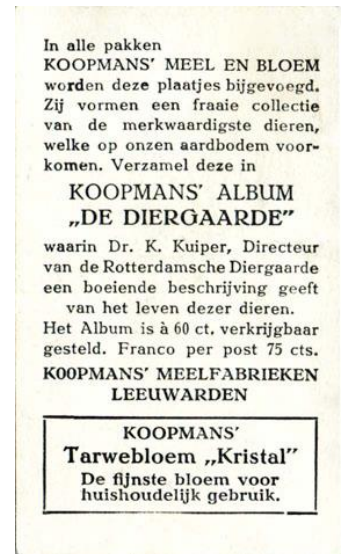 In alle pakken
KOOPMANS' MEEL EN BLOEM
worden deze plaatjes bijgevoegd.
Zij vormen een fraaie collectie
van de merkwaardigste dieren,
welke op onzen aardbodem voor-
komen. Verzamel deze in
KOOPMANS' ALBUM
„DE DIERGAARDE”
waarin Dr. K. Kuiper, Directeur
van de Rotterdamsche Diergaarde
een boeiende beschrijving geeft
van het leven dezer dieren.
Het Album is à 60 ct. verkrijgbaar
gesteld. Franco per post 75 cts.
KOOPMANS' MEELFABRIEKEN
LEEUWARDEN
KOOPMANS'
Tarwebloem „Kristal”
De fijnste bloem voor
huishoudelijk gebruik.